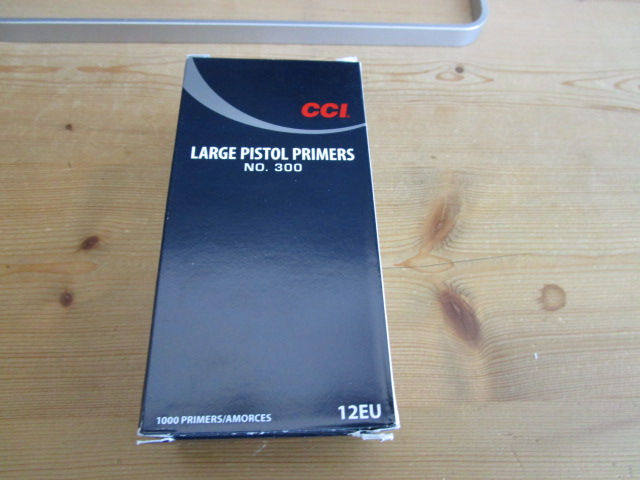 CCI
LARGE PISTOL PRIMERS
NO. 300
1000 PRIMERS/AMORCES
12EU